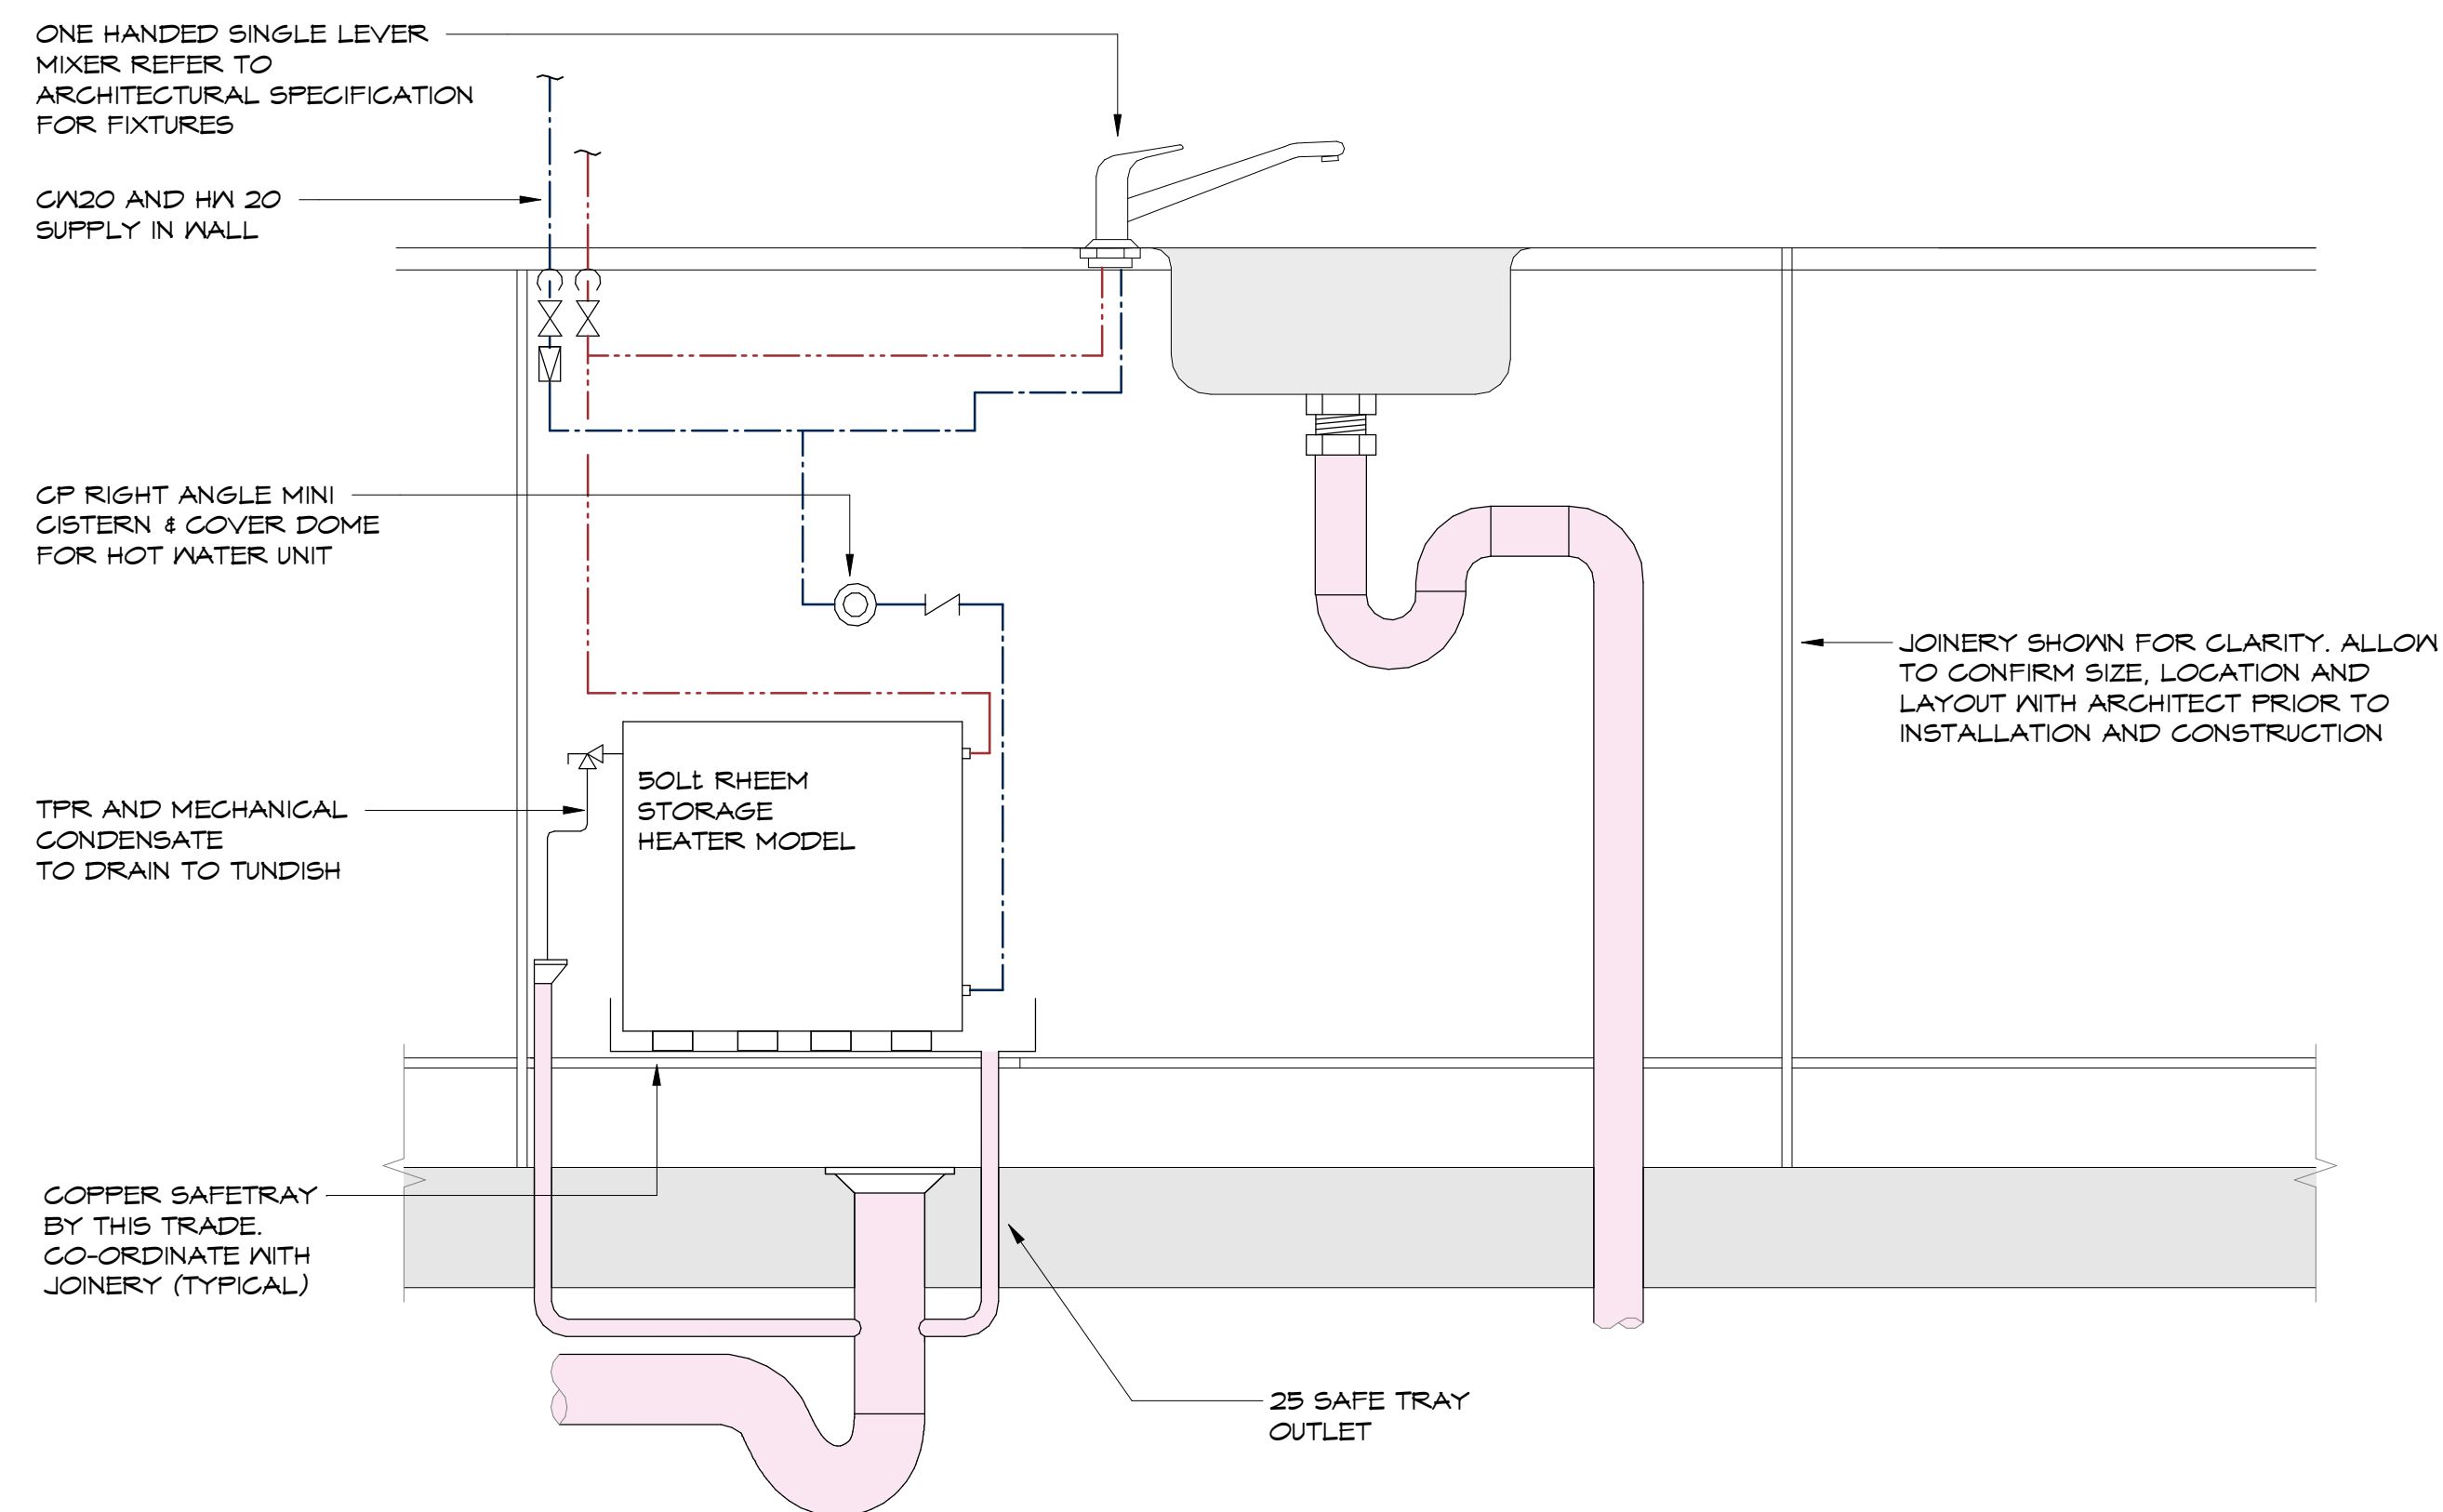 ONE HANDED SINGLE LEVER
MIXER REFER TO
ARCHITECTURAL SPECIFICATION
FOR FIXTURES
CW20 AND HW 20
SUPPLY IN WALL
CP RIGHT ANGLE MINI
CISTERN & COVER DOME
FOR HOT WATER UNIT
JOINERY SHOWN FOR CLARITY. ALLOW
TO CONFIRM SIZE, LOCATION AND
LAYOUT WITH ARCHITECT PRIOR TO
INSTALLATION AND CONSTRUCTION
50Lt RHEEM
STORAGE
HEATER MODEL
TPR AND MECHANICAL
CONDENSATE
TO DRAIN TO TUNDISH
COPPER SAFETRAY
BY THIS TRADE.
CO-ORDINATE WITH
JOINERY (TYPICAL)
25 SAFE TRAY
OUTLET